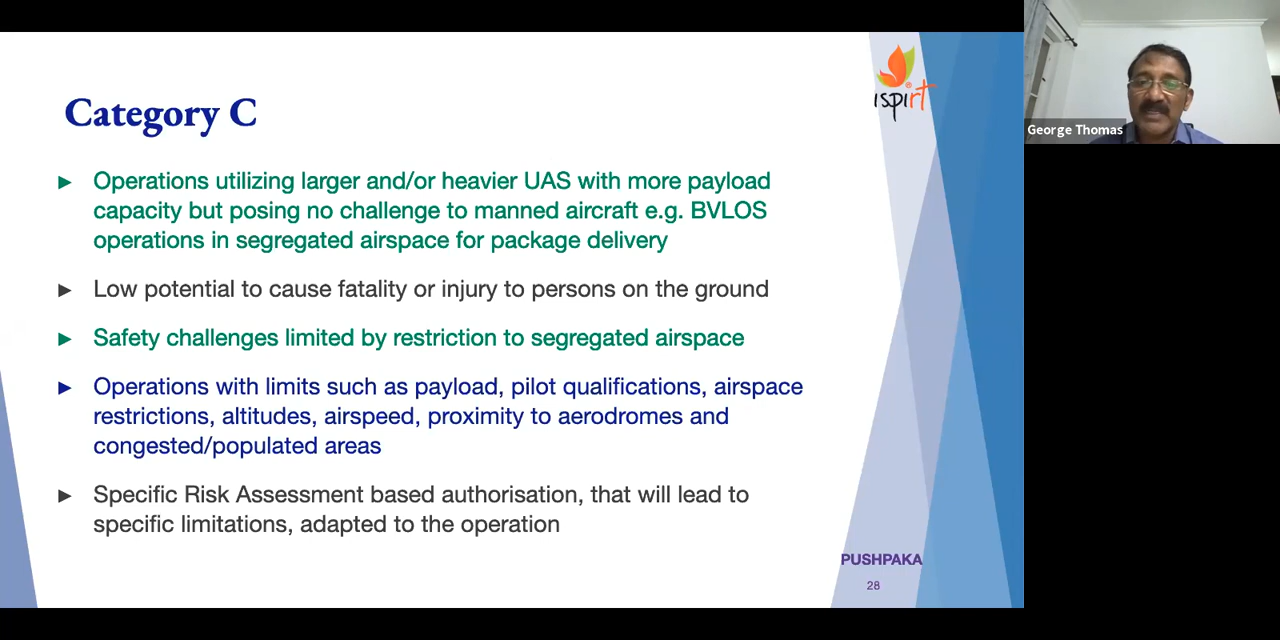 Category C
ispirt
George Thomas
► Operations utilizing larger and/or heavier UAS with more payload
capacity but posing no challenge to manned aircraft e.g. BVLOS
operations in segregated airspace for package delivery
► Low potential to cause fatality or injury to persons on the ground
► Safety challenges limited by restriction to segregated airspace
► Operations with limits such as payload, pilot qualifications, airspace
restrictions, altitudes, airspeed, proximity to aerodromes and
congested/populated areas
► Specific Risk Assessment based authorisation, that will lead to
specific limitations, adapted to the operation
PUSHPAKA
28